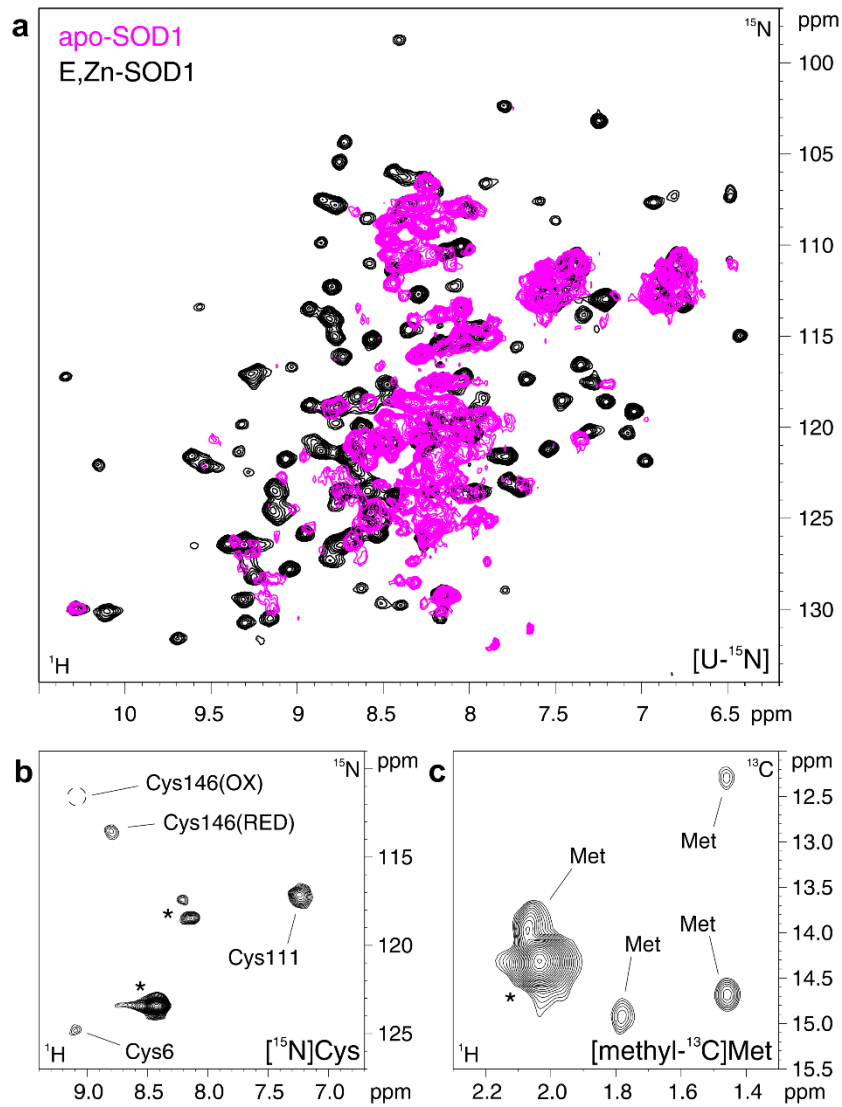 a
apo-SOD1
E,Zn-SOD1
¹⁵N
ppm
100
105
110
115
120
125
130
¹H
[U-¹⁵N]
10
9.5
9
8.5
8
7.5
7
6.5
ppm
b
¹⁵N
ppm
Cys146(OX)
Cys146(RED)
115
*
120
Cys111
*
125
Cys6
¹H
[¹⁵N]Cys
9.0
8.0
7.0
ppm
c
¹³C
ppm
12.5
Met
13.0
Met
13.5
Met
Met
14.0
14.5
*
15.0
¹H
[methyl-¹³C]Met
15.5
2.2
2.0
1.8
1.6
1.4
ppm